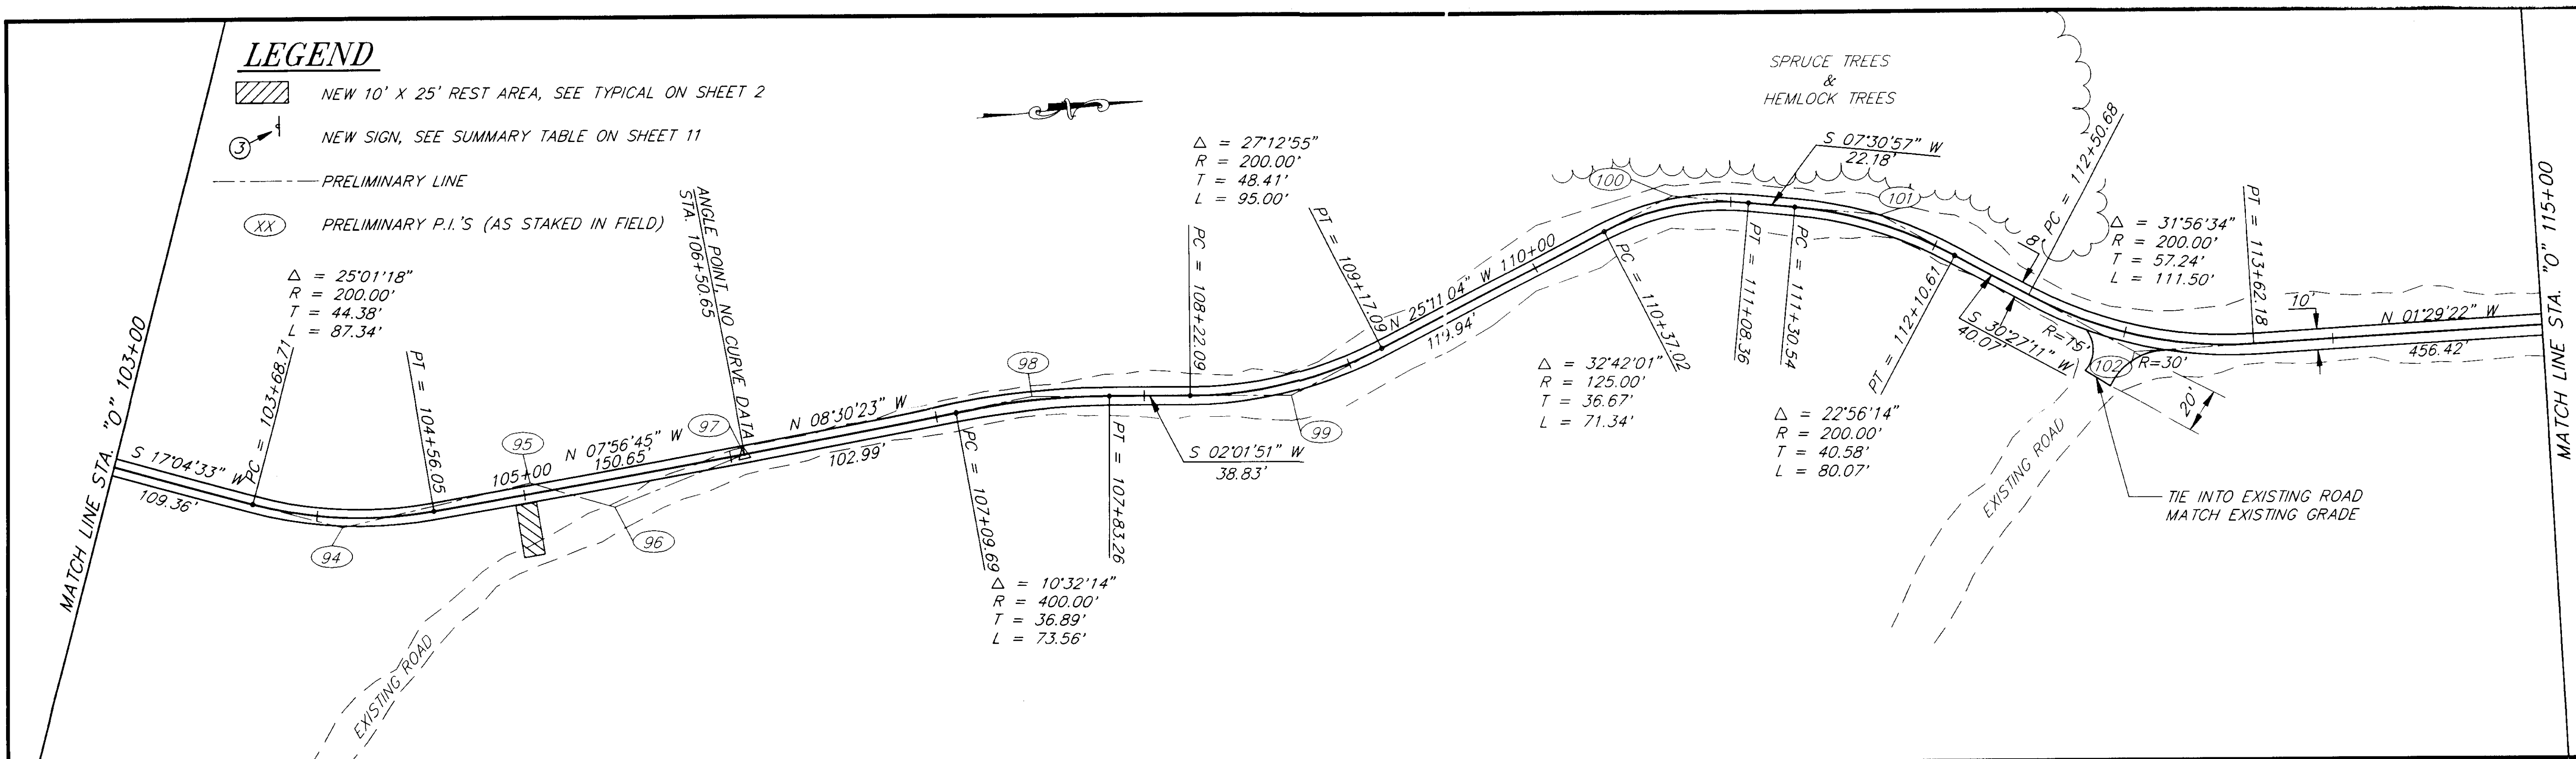 LEGEND
NEW 10' X 25' REST AREA, SEE TYPICAL ON SHEET 2
3
NEW SIGN, SEE SUMMARY TABLE ON SHEET 11
PRELIMINARY LINE
XX
PRELIMINARY P.I.'S (AS STAKED IN FIELD)
MATCH LINE STA. "O" 103+00
S 17°04'33" W
109.36'
PC = 103+68.71
Δ = 25°01'18"
R = 200.00'
T = 44.38'
L = 87.34'
94
PT = 104+56.05
95
105+00
N 07°56'45" W
150.65'
96
97
ANGLE POINT, NO CURVE DATA
STA. 106+50.65
EXISTING ROAD
N 08°30'23" W
102.99'
PC = 107+09.69
98
PT = 107+83.26
Δ = 10°32'14"
R = 400.00'
T = 36.89'
L = 73.56'
S 02°01'51" W
38.83'
PC = 108+22.09
Δ = 27°12'55"
R = 200.00'
T = 48.41'
L = 95.00'
99
PT = 109+17.09
N 25°11'04" W
119.94'
110+00
PC = 110+37.02
Δ = 32°42'01"
R = 125.00'
T = 36.67'
L = 71.34'
100
PT = 111+08.36
S 07°30'57" W
22.18'
PC = 111+30.54
SPRUCE TREES
&
HEMLOCK TREES
101
Δ = 22°56'14"
R = 200.00'
T = 40.58'
L = 80.07'
PT = 112+10.61
S 30°27'11" W
40.07'
8'
PC = 112+50.68
Δ = 31°56'34"
R = 200.00'
T = 57.24'
L = 111.50'
R=75'
102
R=30'
20'
EXISTING ROAD
TIE INTO EXISTING ROAD
MATCH EXISTING GRADE
PT = 113+62.18
10'
N 01°29'22" W
456.42'
MATCH LINE STA. "O" 115+00